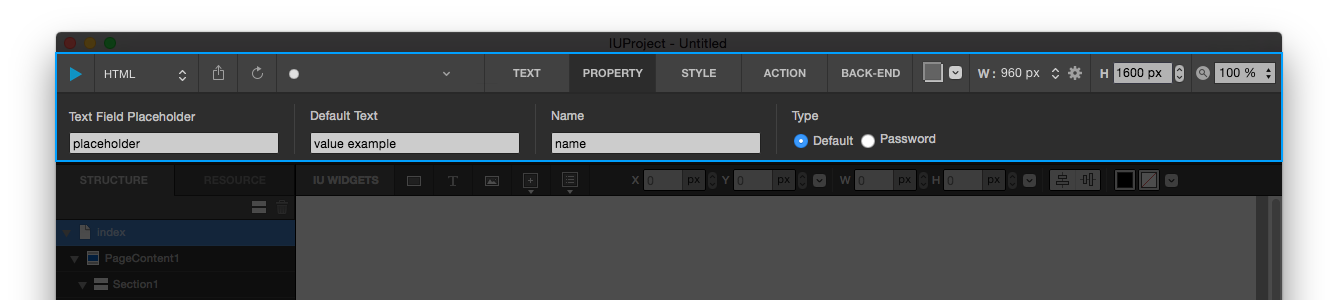 IUProject - Untitled
HTML TEXT PROPERTY STYLE ACTION BACK-END W: 960 px H 1600 px 100 %
Text Field Placeholder Default Text Name Type
placeholder value example name Default Password
STRUCTURE RESOURCE IU WIDGETS T X 0 px Y 0 px W 0 px H 0 px
Index
PageContent1
Section1